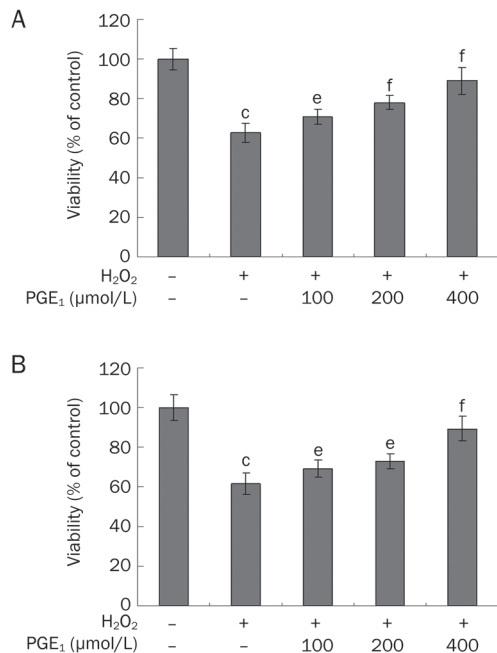 A
Viability (% of control)
120
100
80
60
40
20
0
c
e
f
f
H₂O₂ – + + + +
PGE₁ (μmol/L) – – 100 200 400
B
Viability (% of control)
120
100
80
60
40
20
0
c
e
e
f
H₂O₂ – + + + +
PGE₁ (μmol/L) – – 100 200 400